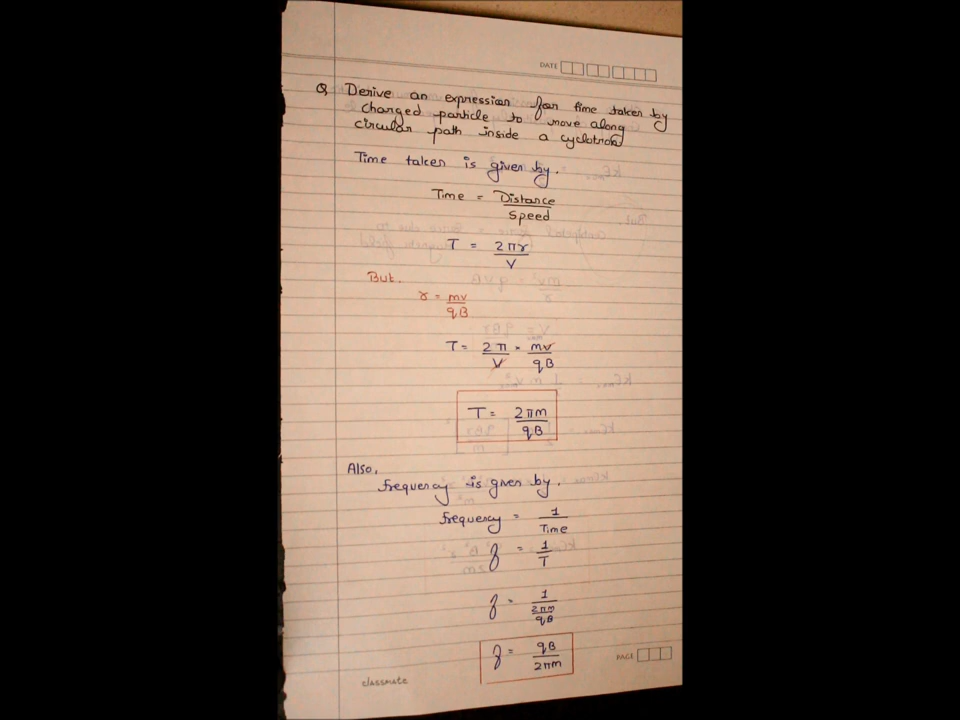 DATE
Q Derive an expression for time taken by
charged particle to move along
circular path inside a cyclotron
Time taken is given by.
Time = Distance / Speed
T = 2πr / V
But.
r = mv / qB
T = 2π / V × mv / qB
T = 2πm / qB
Also,
frequency is given by.
frequency = 1 / Time
f = 1 / T
f = 1 / (2πm / qB)
f = qB / 2πm
PAGE
classmate